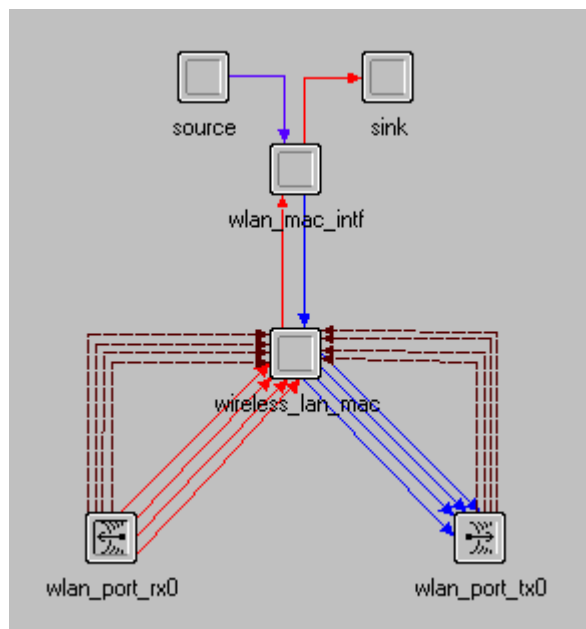 source
sink
wlan_mac_intf
wireless_lan_mac
wlan_port_rx0
wlan_port_tx0